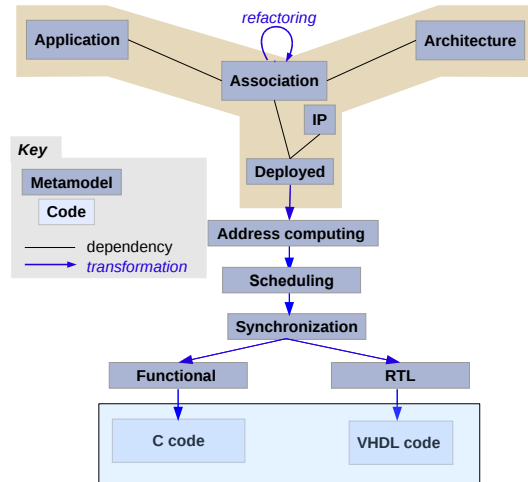 refactoring
Application
Architecture
Association
IP
Key
Deployed
Metamodel
Code
Address computing
dependency
transformation
Scheduling
Synchronization
Functional
RTL
C code
VHDL code